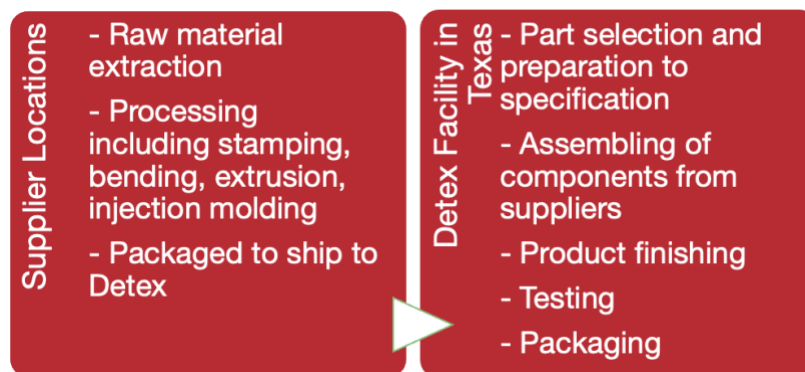 Supplier Locations
- Raw material
extraction
- Processing
including stamping,
bending, extrusion,
injection molding
- Packaged to ship to
Detex
Detex Facility in
Texas
- Part selection and
preparation to
specification
- Assembling of
components from
suppliers
- Product finishing
- Testing
- Packaging